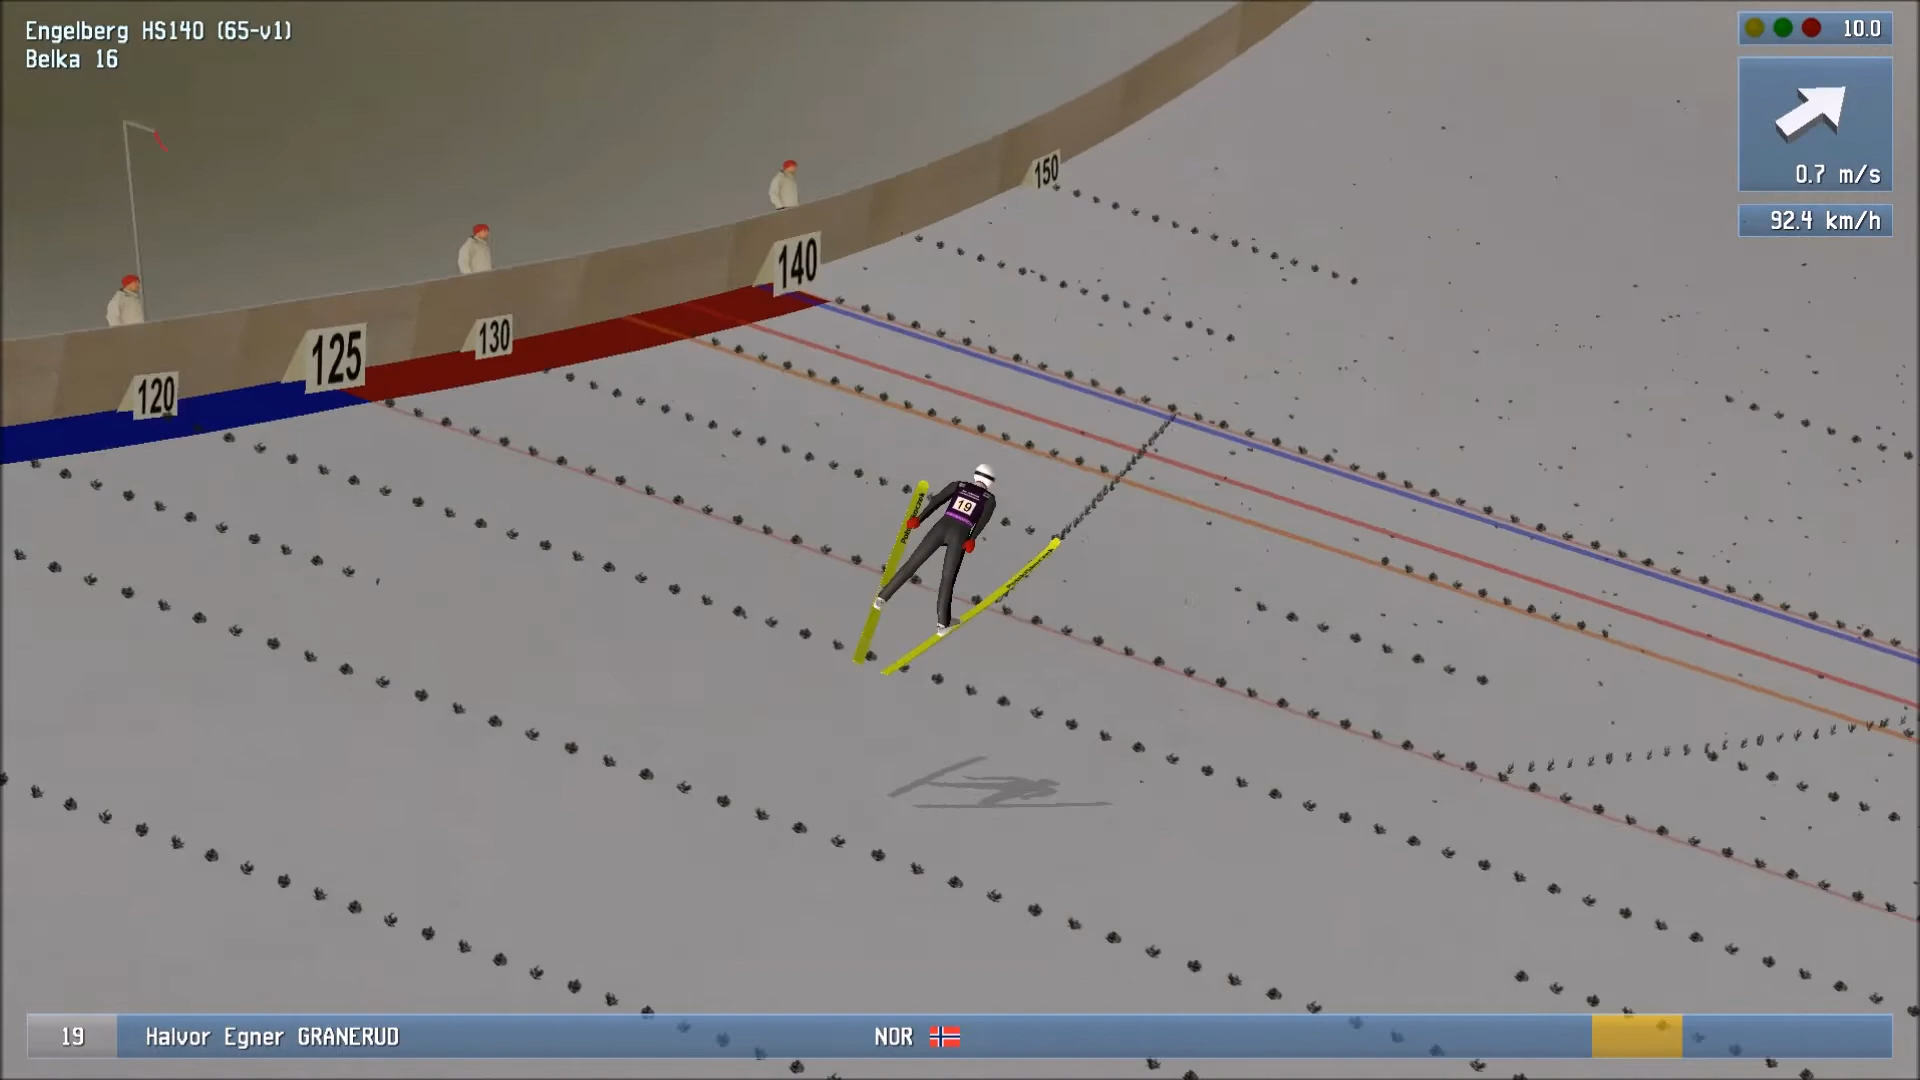 Engelberg HS140 (65-v1)
Belka 16
10.0
0.7 m/s
92.4 km/h
150
140
130
125
120
19
19 Halvor Egner GRANERUD NOR